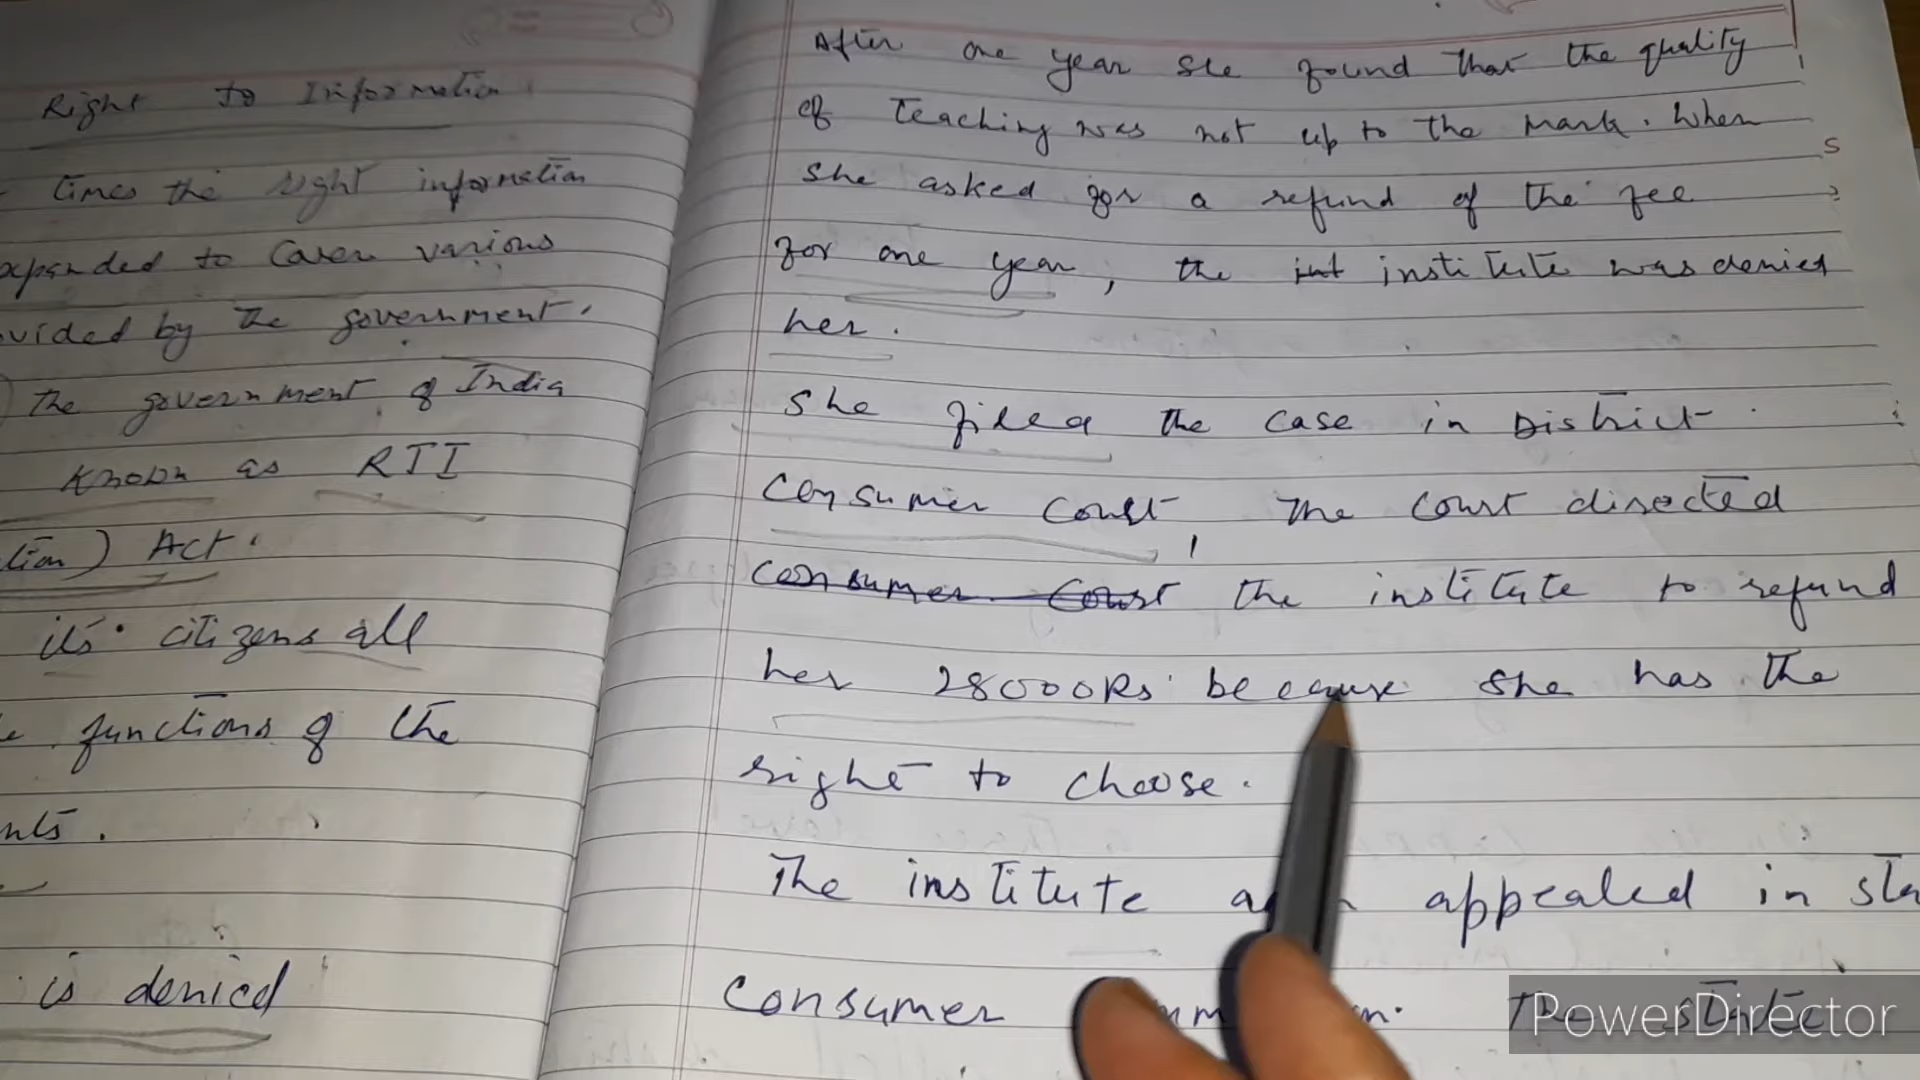 Right to Information
times the right information
expanded to Cover various
ovided by the government.
The government of India
Known as RTI
tion) Act.
its citizens all
functions of the
nts.
is denied
After one year she found that the quality
of teaching was not up to the mark. When
she asked for a refund of the fee
for one year, the int institute was denied
her.
She filed the case in District
Consumer Court, The Court directed
consumer Court the institute to refund
her 28000Rs because she has the
right to choose.
The institute appealed in sta
Consumer
PowerDirector